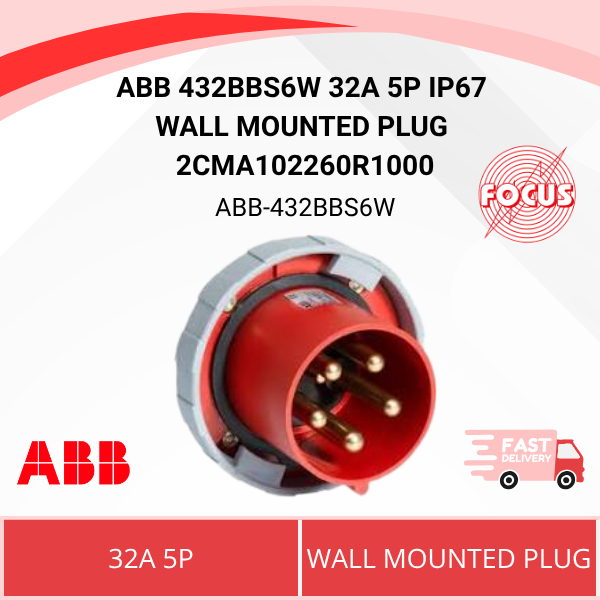 ABB 432BBS6W 32A 5P IP67
WALL MOUNTED PLUG
2CMA102260R1000
ABB-432BBS6W
FOCUS
ABB
FAST
DELIVERY
32A 5P
WALL MOUNTED PLUG